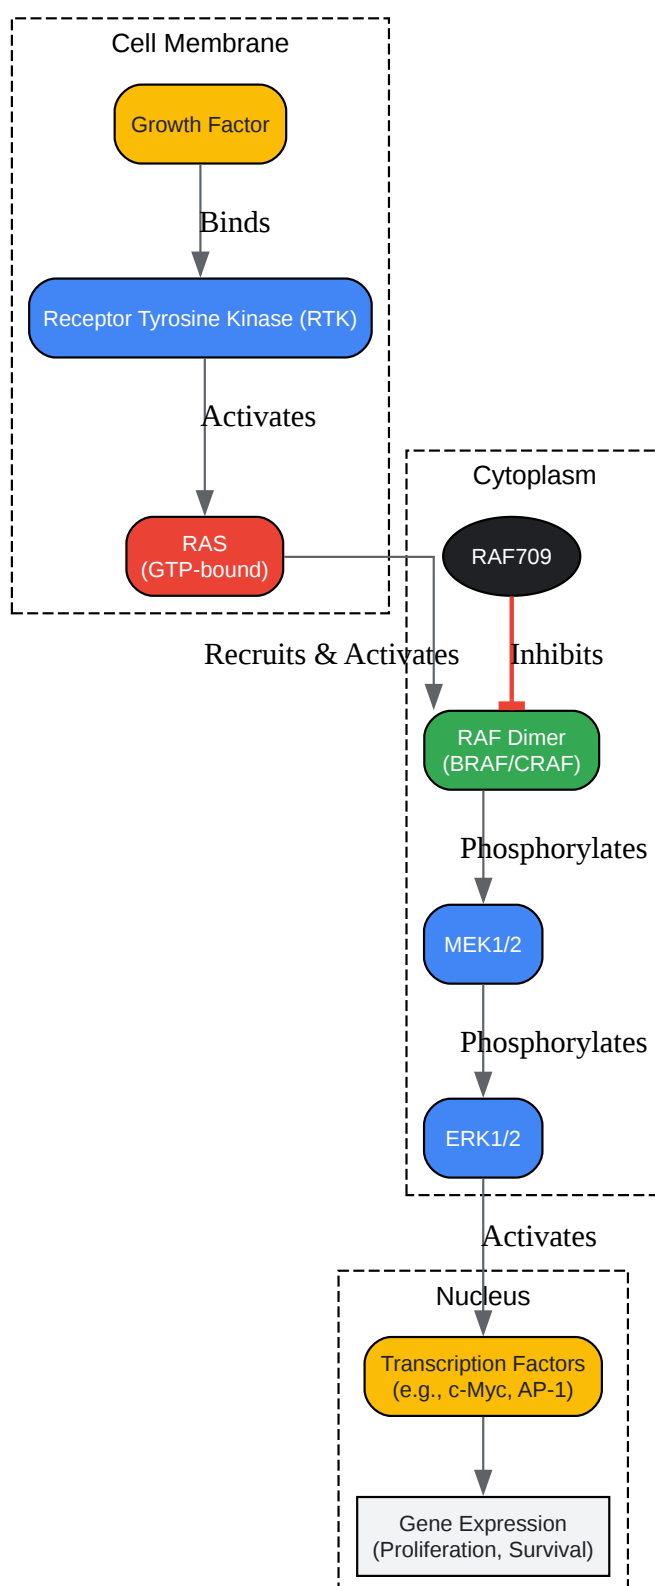 Cell Membrane
Growth Factor
Binds
Receptor Tyrosine Kinase (RTK)
Activates
Cytoplasm
RAS
(GTP-bound)
RAF709
Recruits & Activates
Inhibits
RAF Dimer
(BRAF/CRAF)
Phosphorylates
MEK1/2
Phosphorylates
ERK1/2
Activates
Nucleus
Transcription Factors
(e.g., c-Myc, AP-1)
Gene Expression
(Proliferation, Survival)